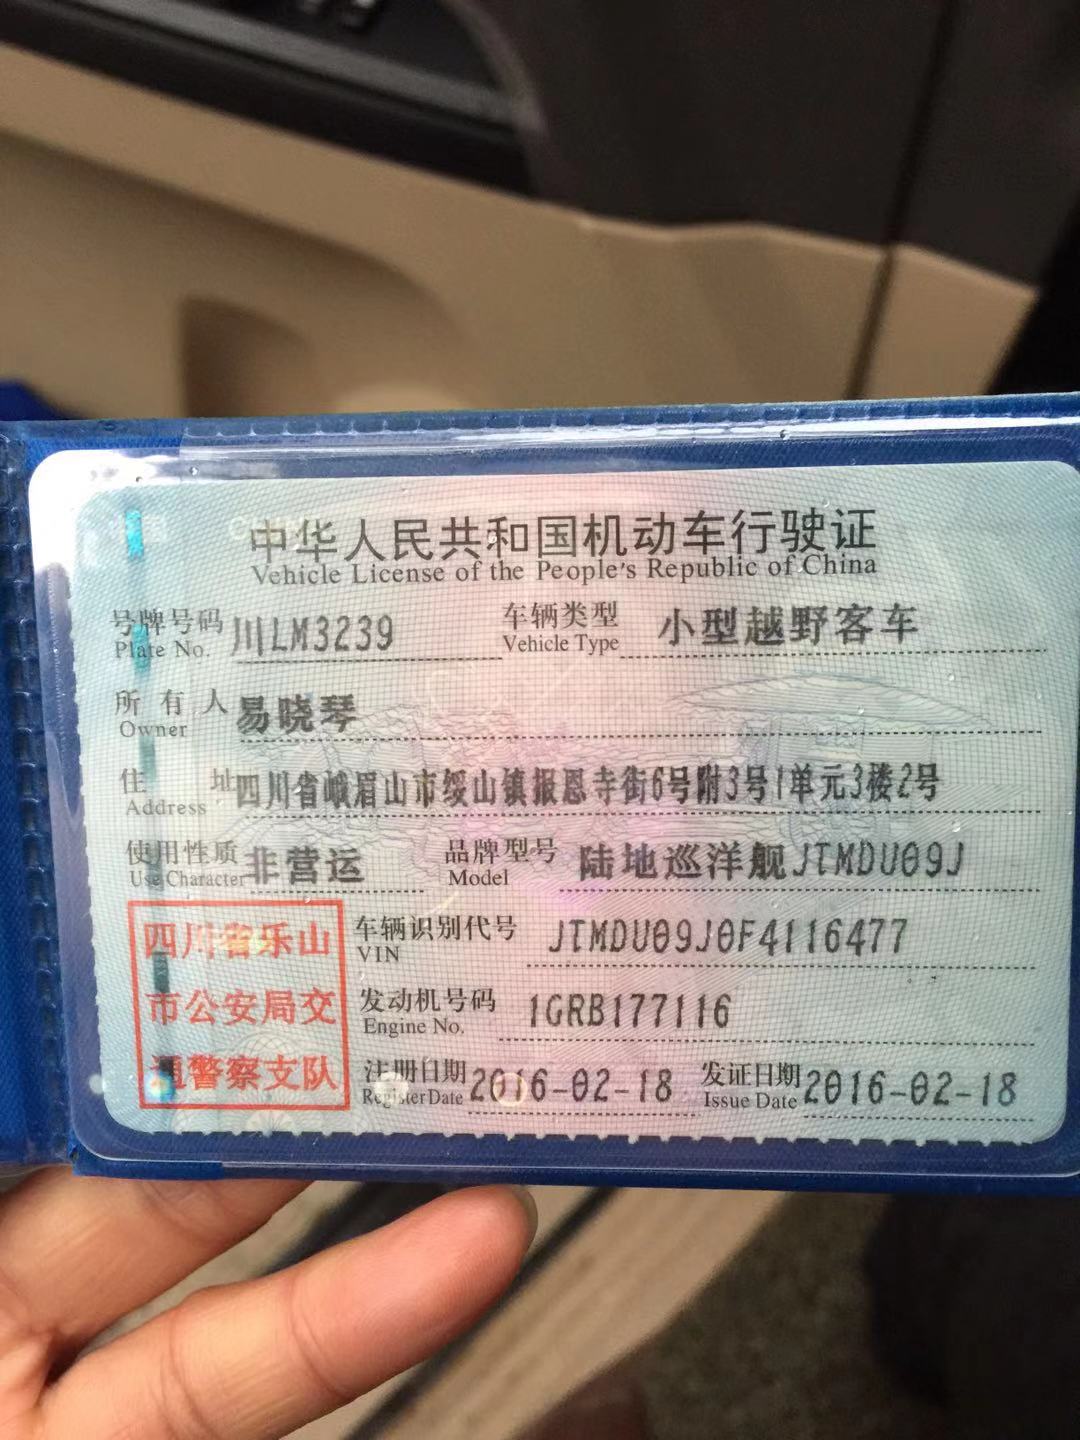 中华人民共和国机动车行驶证
Vehicle License of the People's Republic of China
号牌号码 川LM3239 车辆类型 小型越野客车
Plate No. Vehicle Type
所有人 易晓琴
Owner
住址 四川省峨眉山市绥山镇报恩寺街6号附3号1单元3楼2号
Address
使用性质 非营运 品牌型号 陆地巡洋舰JTMDU09J
Use Character Model
四川省乐山
市公安局交
通警察支队
车辆识别代号 JTMDU09J0F4116477
VIN
发动机号码 1GRB177116
Engine No.
注册日期 2016-02-18 发证日期 2016-02-18
Register Date Issue Date